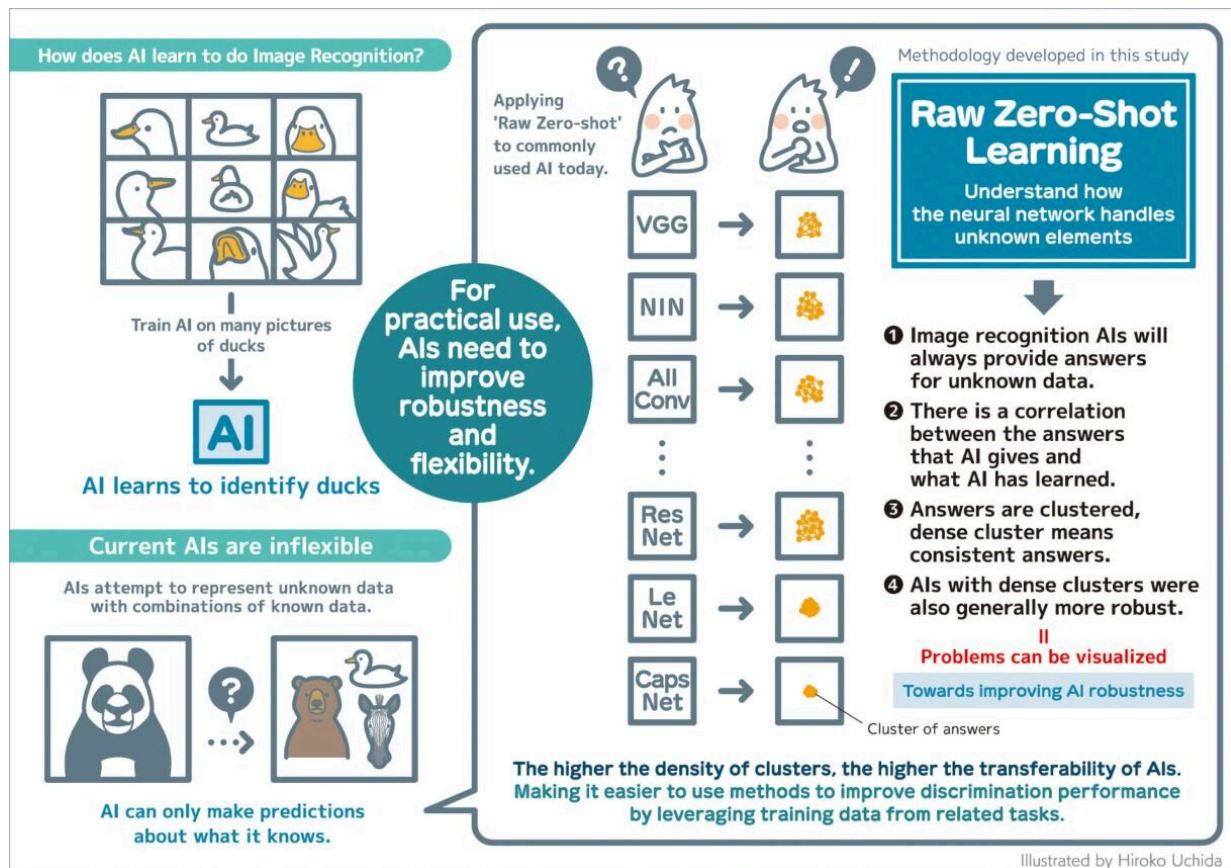 How does AI learn to do Image Recognition?
Train AI on many pictures
of ducks
AI
AI learns to identify ducks
Current AIs are inflexible
AIs attempt to represent unknown data
with combinations of known data.
?
AI can only make predictions
about what it knows.
For
practical use,
AIs need to
improve
robustness
and
flexibility.
Applying
'Raw Zero-shot'
to commonly
used AI today.
?
!
VGG
NIN
All
Conv
Res
Net
Le
Net
Caps
Net
Cluster of answers
Methodology developed in this study
Raw Zero-Shot
Learning
Understand how
the neural network handles
unknown elements
❶ Image recognition AIs will
always provide answers
for unknown data.
❷ There is a correlation
between the answers
that AI gives and
what AI has learned.
❸ Answers are clustered,
dense cluster means
consistent answers.
❹ AIs with dense clusters were
also generally more robust.
Problems can be visualized
Towards improving AI robustness
The higher the density of clusters, the higher the transferability of AIs.
Making it easier to use methods to improve discrimination performance
by leveraging training data from related tasks.
Illustrated by Hiroko Uchida